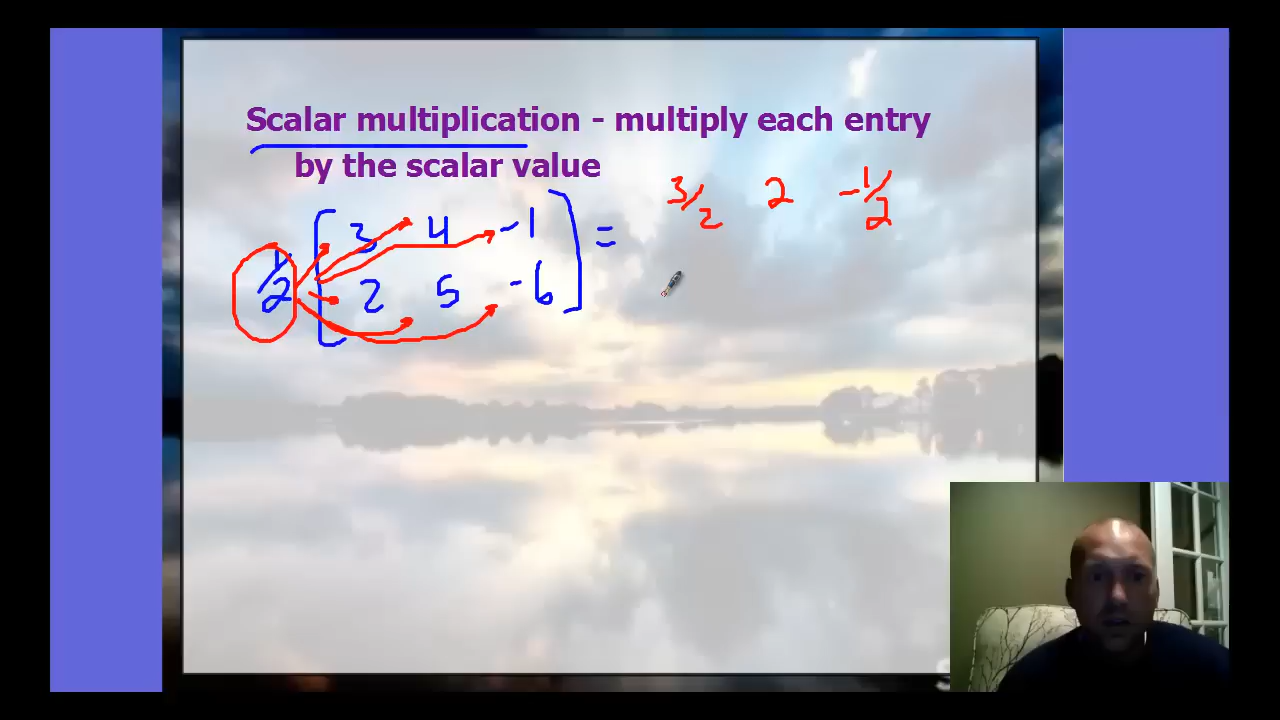 Scalar multiplication - multiply each entry
by the scalar value
1/2 [ 3 4 -1 ] = 3/2 2 -1/2
2 5 -6